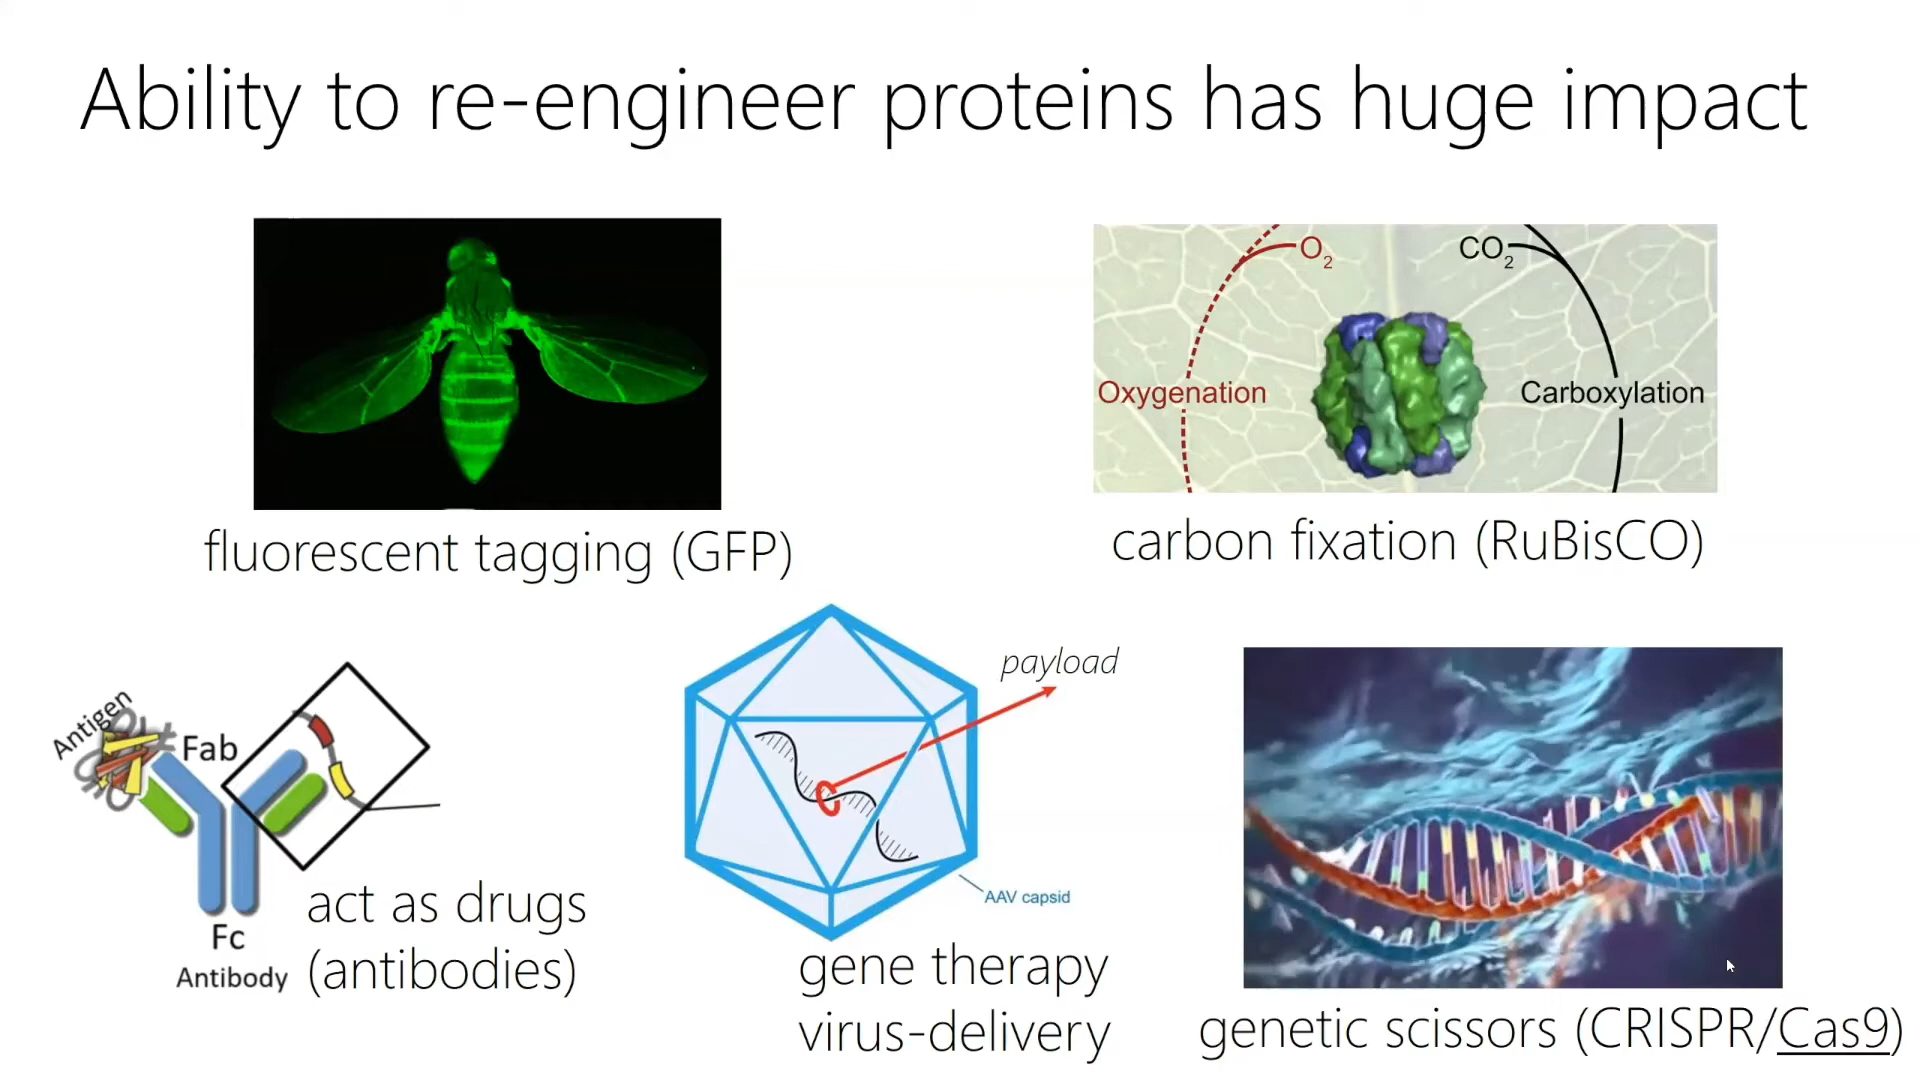 Ability to re-engineer proteins has huge impact
O2
CO2
Oxygenation
Carboxylation
fluorescent tagging (GFP)
carbon fixation (RuBisCO)
Antigen
Fab
Fc
Antibody
act as drugs
(antibodies)
payload
AAV capsid
gene therapy
virus-delivery
genetic scissors (CRISPR/Cas9)